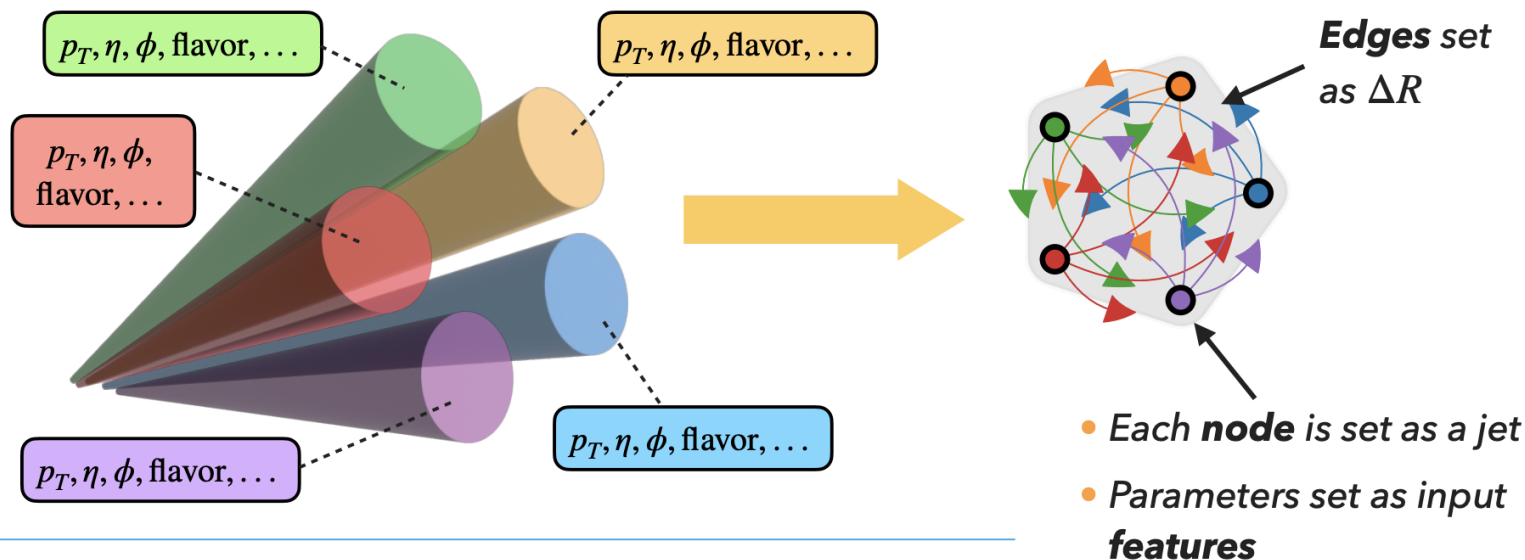 p_T, η, ϕ, flavor, . . .
p_T, η, ϕ, flavor, . . .
p_T, η, ϕ,
flavor, . . .
p_T, η, ϕ, flavor, . . .
p_T, η, ϕ, flavor, . . .
Edges set
as ΔR
• Each node is set as a jet
• Parameters set as input
features